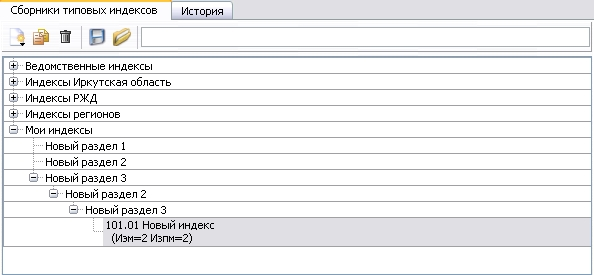 Сборники типовых индексов
История
Ведомственные индексы
Индексы Иркутская область
Индексы РЖД
Индексы регионов
Мои индексы
Новый раздел 1
Новый раздел 2
Новый раздел 3
Новый раздел 2
Новый раздел 3
101.01 Новый индекс
(Иэм=2 Изпм=2)